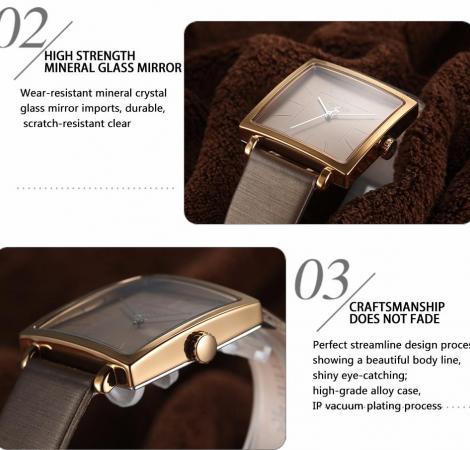 02
HIGH STRENGTH
MINERAL GLASS MIRROR
Wear-resistant mineral crystal
glass mirror imports, durable,
scratch-resistant clear
03
CRAFTSMANSHIP
DOES NOT FADE
Perfect streamline design proces
showing a beautiful body line,
shiny eye-catching;
high-grade alloy case,
IP vacuum plating process